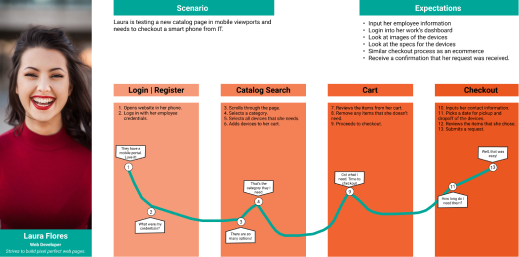 Scenario
Laura is testing a new catalog page in mobile viewports and
needs to checkout a smart phone from IT.
Expectations
• Input her employee information
• Login into her work's dashboard
• Look at images of the devices
• Look at the specs for the devices
• Similar checkout process as an ecommerce
• Receive a confirmation that her request was received.
Laura Flores
Web Developer
Strives to build pixel perfect web pages
Login | Register
1. Opens website in her phone.
2. Logs in with her employee
credentials.
They have a
mobile portal.
1
2
What were my
credentials?
Catalog Search
3. Scrolls through the page.
4. Selects a category.
5. Selects all devices that she needs.
6. Adds devices to her cart.
That's the
category they I
need
4
3
There are so
many options!
Cart
7. Reviews the items from her cart.
8. Remove any items that she doesn't
need.
9. Proceeds to checkout.
Got what I
need. Time to
checkout
Checkout
10. Inputs her contact information.
11. Picks a date for pickup and
dropoff of the devices.
12. Reviews the items that she chose.
13. Submits a request
Well, that was
easy!
13
11
How long do I
need them?